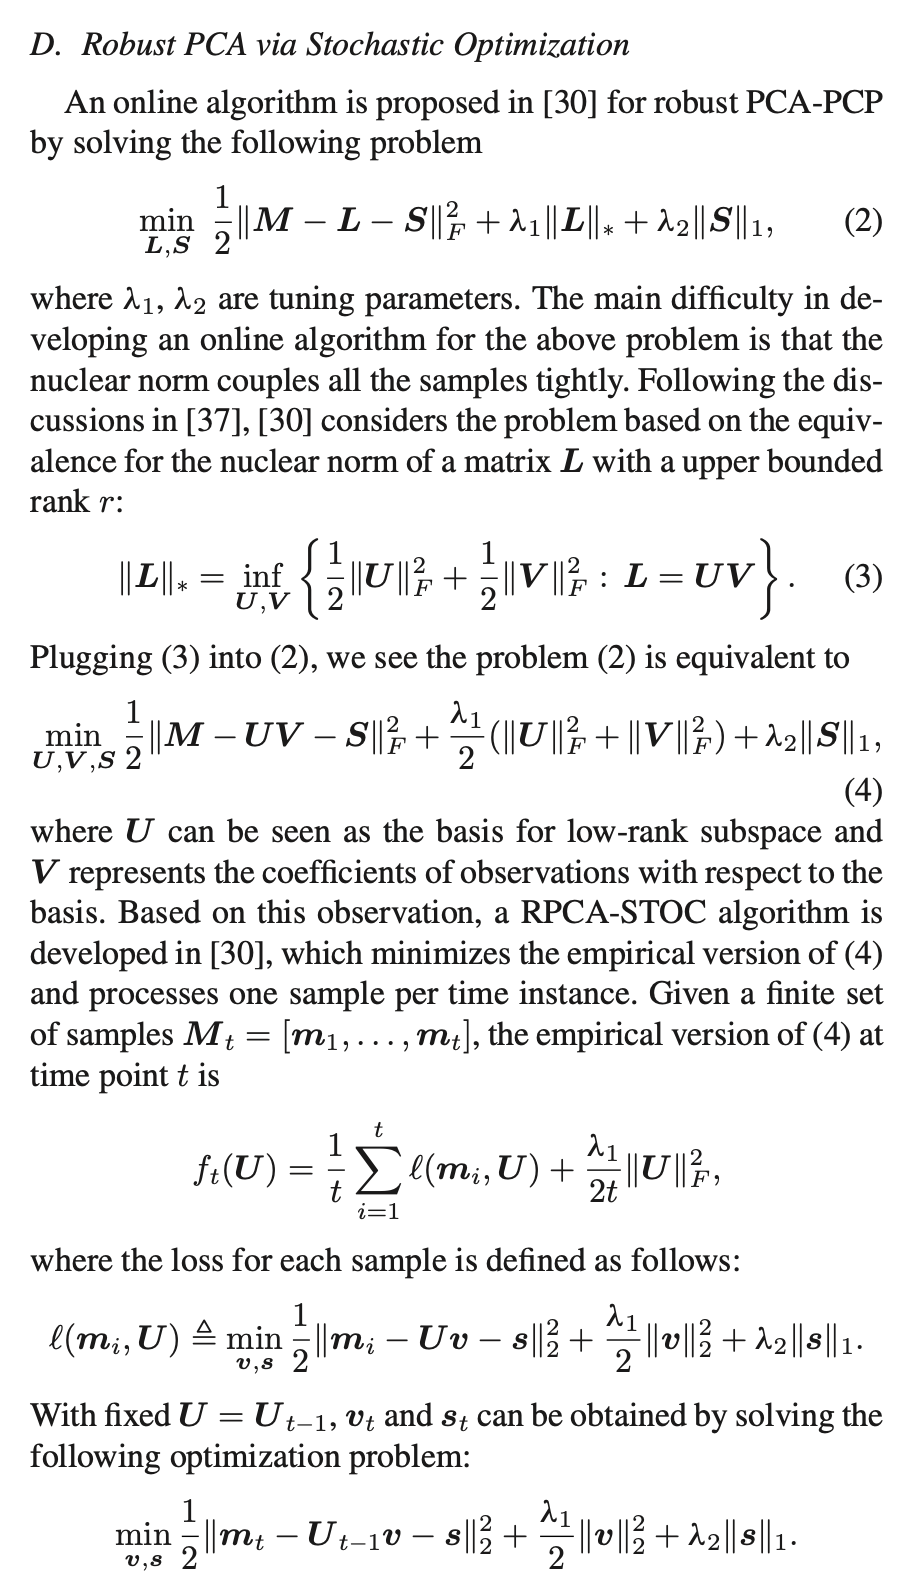 D. Robust PCA via Stochastic Optimization
An online algorithm is proposed in [30] for robust PCA-PCP
by solving the following problem
$\min_{\boldsymbol{L},\boldsymbol{S}} \frac{1}{2}\|\boldsymbol{M} - \boldsymbol{L} - \boldsymbol{S}\|_F^2 + \lambda_1\|\boldsymbol{L}\|_* + \lambda_2\|\boldsymbol{S}\|_1, \quad (2)$
where λ₁, λ₂ are tuning parameters. The main difficulty in de-
veloping an online algorithm for the above problem is that the
nuclear norm couples all the samples tightly. Following the dis-
cussions in [37], [30] considers the problem based on the equiv-
alence for the nuclear norm of a matrix L with a upper bounded
rank r:
$\|\boldsymbol{L}\|_* = \inf_{\boldsymbol{U},\boldsymbol{V}} \left\{ \frac{1}{2}\|\boldsymbol{U}\|_F^2 + \frac{1}{2}\|\boldsymbol{V}\|_F^2 : \boldsymbol{L} = \boldsymbol{U}\boldsymbol{V} \right\}. \quad (3)$
Plugging (3) into (2), we see the problem (2) is equivalent to
$\min_{\boldsymbol{U},\boldsymbol{V},\boldsymbol{S}} \frac{1}{2}\|\boldsymbol{M} - \boldsymbol{U}\boldsymbol{V} - \boldsymbol{S}\|_F^2 + \frac{\lambda_1}{2}(\|\boldsymbol{U}\|_F^2 + \|\boldsymbol{V}\|_F^2) + \lambda_2\|\boldsymbol{S}\|_1,$
(4)
where U can be seen as the basis for low-rank subspace and
V represents the coefficients of observations with respect to the
basis. Based on this observation, a RPCA-STOC algorithm is
developed in [30], which minimizes the empirical version of (4)
and processes one sample per time instance. Given a finite set
of samples $\boldsymbol{M}_t = [\boldsymbol{m}_1, \ldots, \boldsymbol{m}_t]$, the empirical version of (4) at
time point t is
$f_t(\boldsymbol{U}) = \frac{1}{t}\sum_{i=1}^{t} \ell(\boldsymbol{m}_i, \boldsymbol{U}) + \frac{\lambda_1}{2t}\|\boldsymbol{U}\|_F^2,$
where the loss for each sample is defined as follows:
$\ell(\boldsymbol{m}_i, \boldsymbol{U}) \triangleq \min_{\boldsymbol{v},\boldsymbol{s}} \frac{1}{2}\|\boldsymbol{m}_i - \boldsymbol{U}\boldsymbol{v} - \boldsymbol{s}\|_2^2 + \frac{\lambda_1}{2}\|\boldsymbol{v}\|_2^2 + \lambda_2\|\boldsymbol{s}\|_1.$
With fixed $\boldsymbol{U} = \boldsymbol{U}_{t-1}$, $\boldsymbol{v}_t$ and $\boldsymbol{s}_t$ can be obtained by solving the
following optimization problem:
$\min_{\boldsymbol{v},\boldsymbol{s}} \frac{1}{2}\|\boldsymbol{m}_t - \boldsymbol{U}_{t-1}\boldsymbol{v} - \boldsymbol{s}\|_2^2 + \frac{\lambda_1}{2}\|\boldsymbol{v}\|_2^2 + \lambda_2\|\boldsymbol{s}\|_1.$